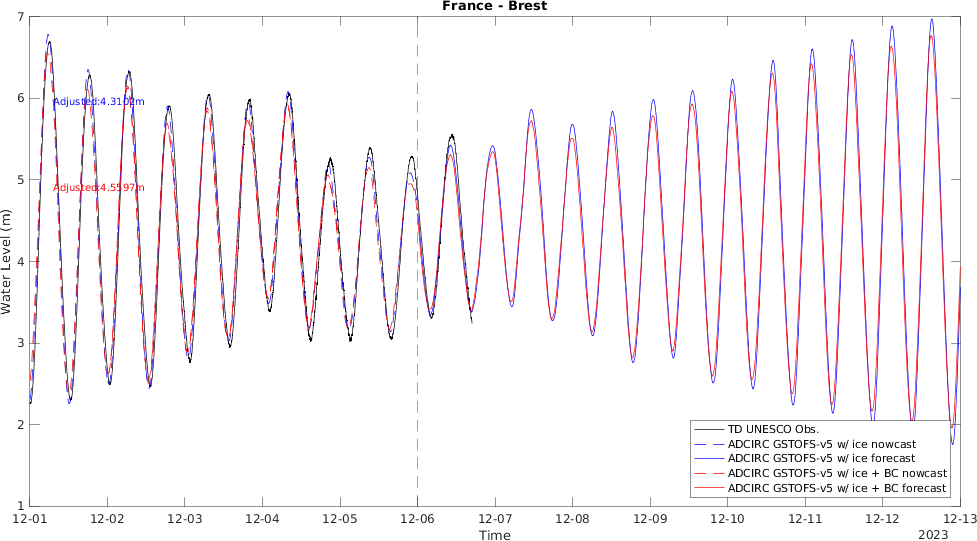 France - Brest
7
6
5
4
3
2
1
Water Level (m)
Adjusted:4.3102m
Adjusted:4.5597m
TD UNESCO Obs.
ADCIRC GSTOFS-v5 w/ ice nowcast
ADCIRC GSTOFS-v5 w/ ice forecast
ADCIRC GSTOFS-v5 w/ ice + BC nowcast
ADCIRC GSTOFS-v5 w/ ice + BC forecast
12-01 12-02 12-03 12-04 12-05 12-06 12-07 12-08 12-09 12-10 12-11 12-12 12-13
Time
2023